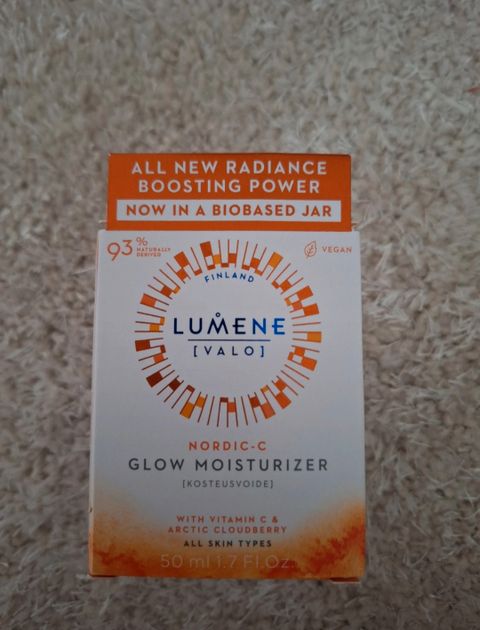 ALL NEW RADIANCE
BOOSTING POWER
NOW IN A BIOBASED JAR
93% NATURALLY
DERIVED
VEGAN
FINLAND
LUMENE
[VALO]
NORDIC-C
GLOW MOISTURIZER
[KOSTEUSVOIDE]
WITH VITAMIN C &
ARCTIC CLOUDBERRY
ALL SKIN TYPES
50 ml 1.7 Fl.Oz.